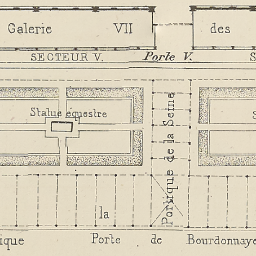 Galerie VII des
SECTEUR V. Porte V. S
Statue équestre S
Portique de la Seine
la
ique Porte de Bourdonnaye